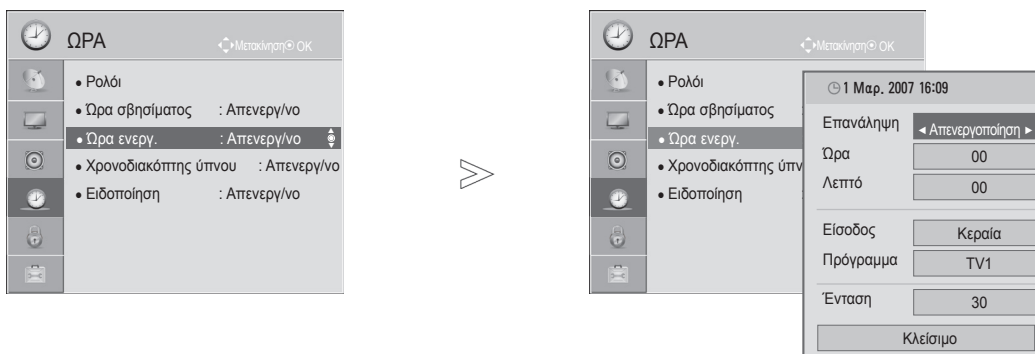 ΩΡΑ
Μετακίνηση OK
• Ρολόι
• Ώρα σβησίματος : Απενεργ/νο
• Ώρα ενεργ. : Απενεργ/νο
• Χρονοδιακόπτης ύπνου : Απενεργ/νο
• Ειδοποίηση : Απενεργ/νο
ΩΡΑ
Μετακίνηση OK
• Ρολόι
• Ώρα σβησίματος
• Ώρα ενεργ.
• Χρονοδιακόπτης ύπν
• Ειδοποίηση
1 Μαρ. 2007 16:09
Επανάληψη ◄ Απενεργοποίηση ►
Ώρα 00
Λεπτό 00
Είσοδος Κεραία
Πρόγραμμα TV1
Ένταση 30
Κλείσιμο